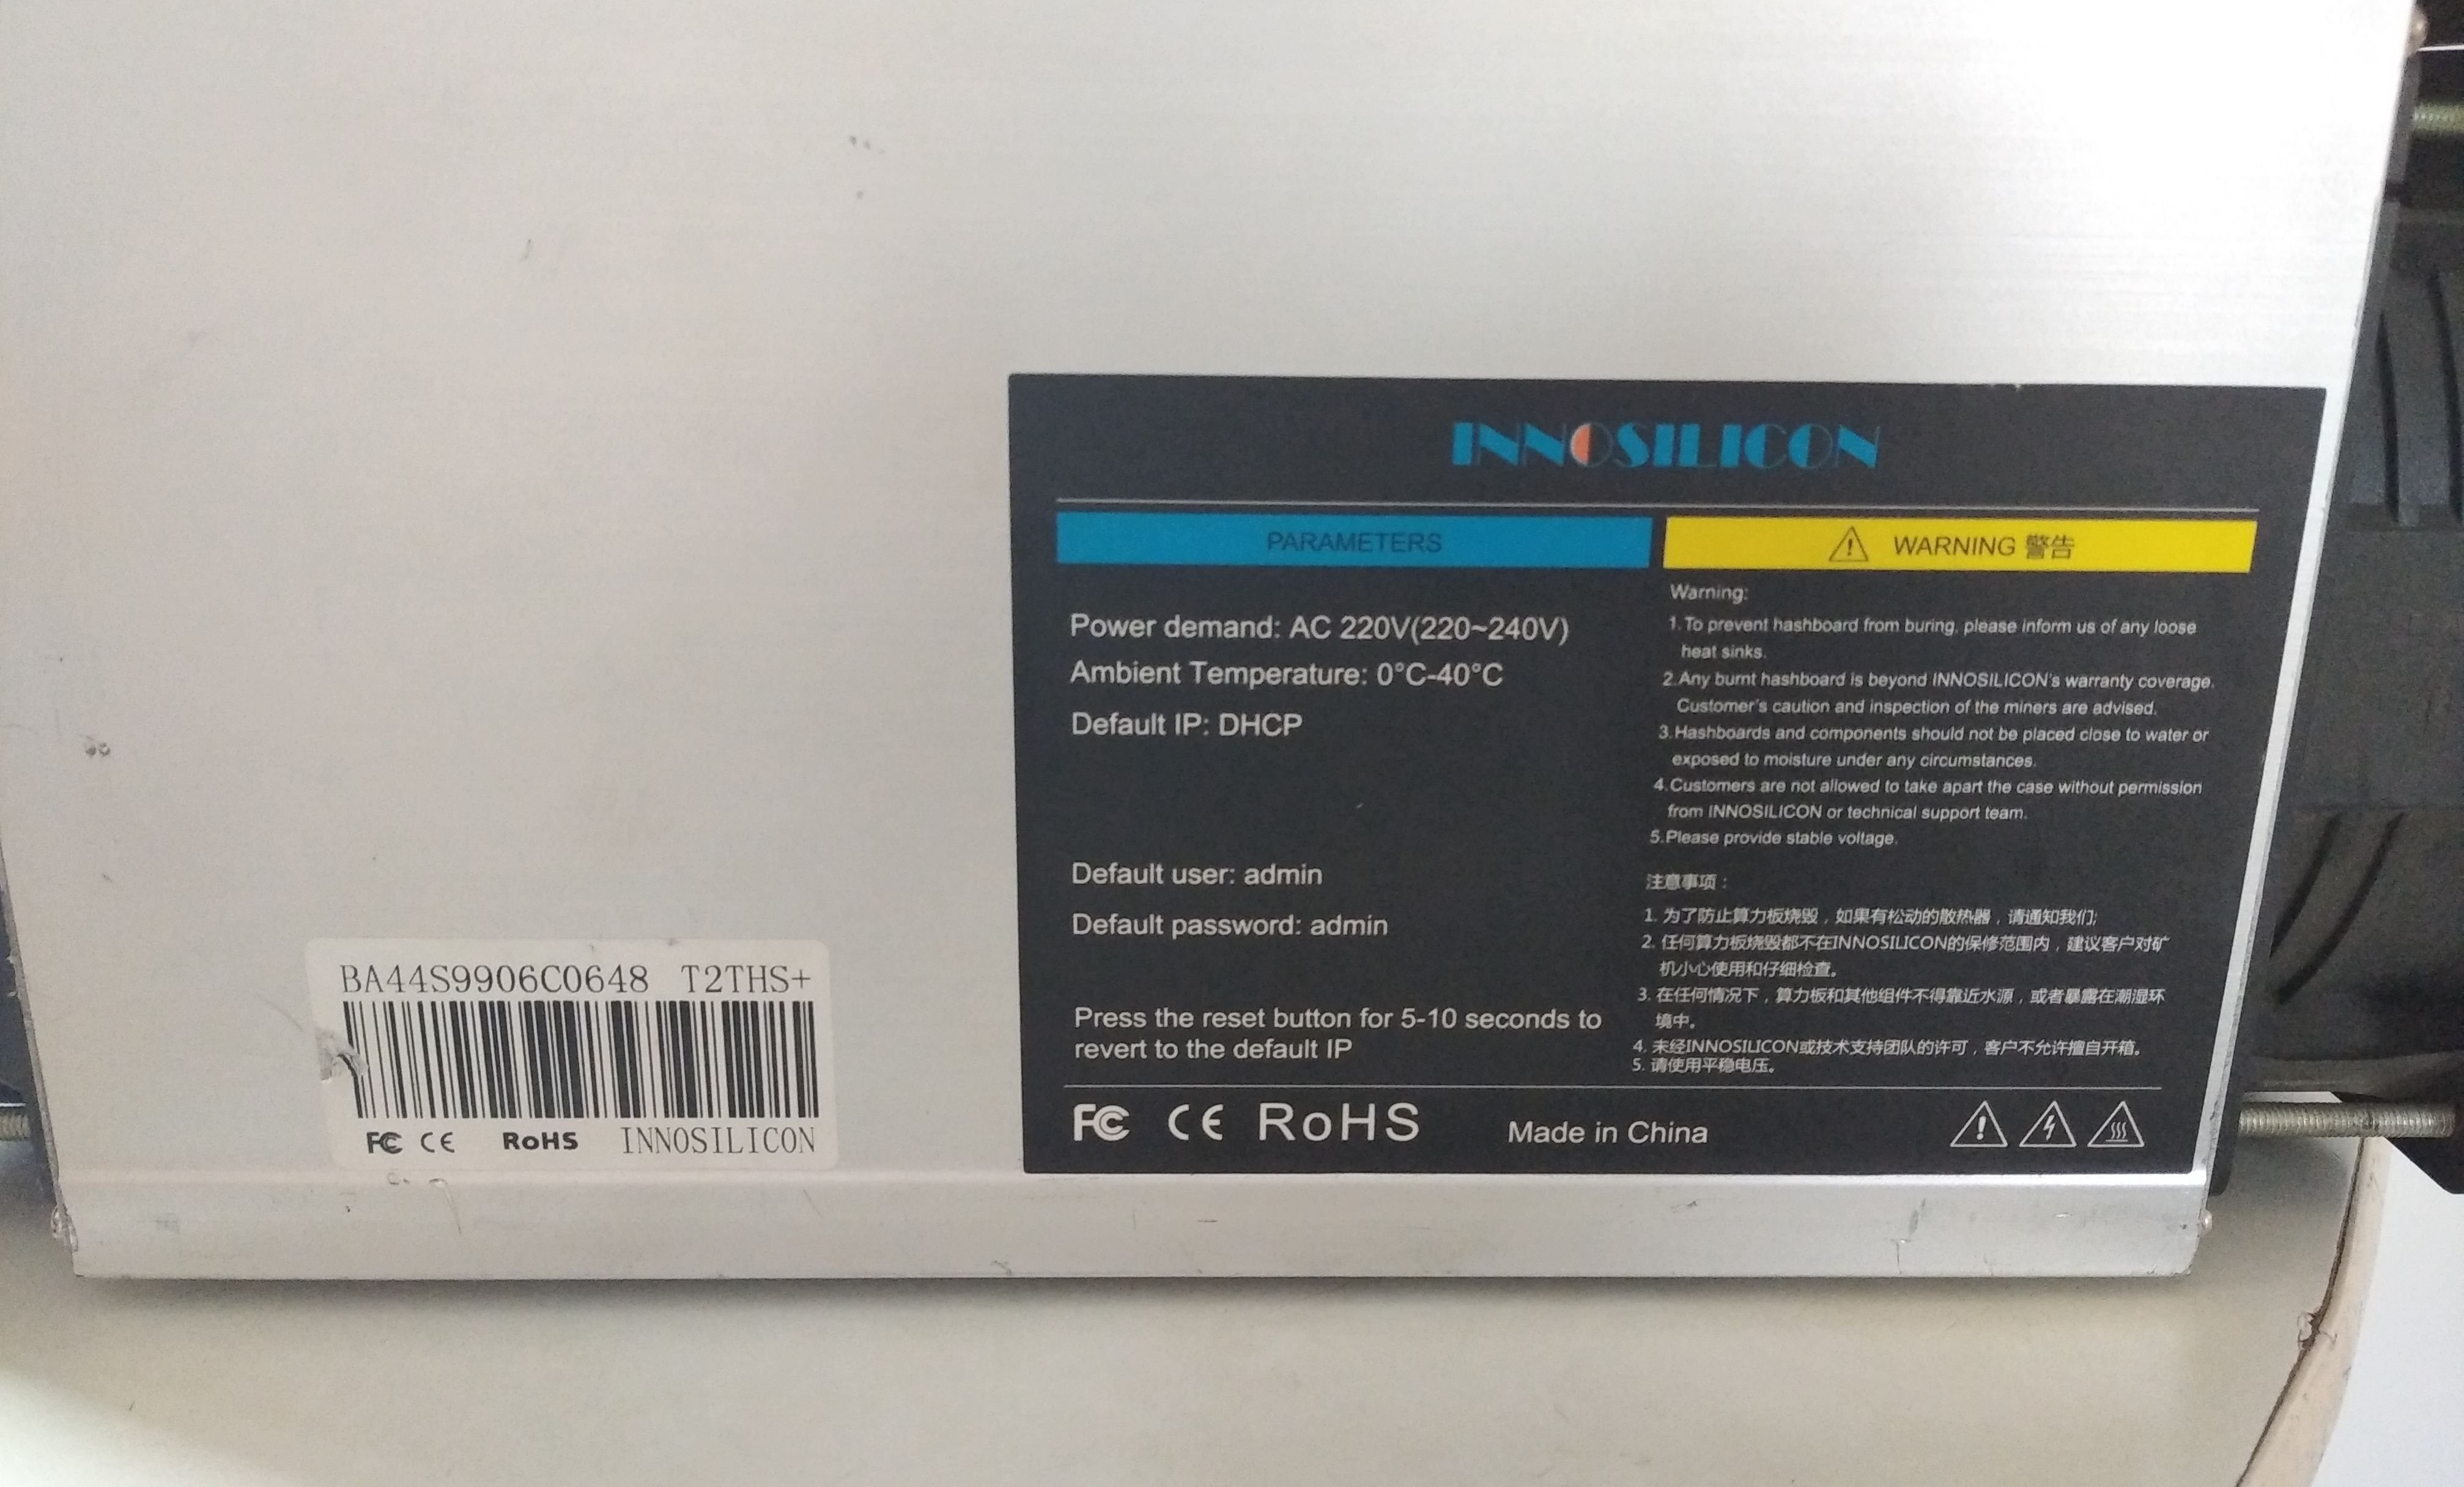 INNOSILICON
PARAMETERS
Power demand: AC 220V(220~240V)
Ambient Temperature: 0°C-40°C
Default IP: DHCP
Default user: admin
Default password: admin
Press the reset button for 5-10 seconds to
revert to the default IP
WARNING 警告
Warning:
1.To prevent hashboard from buring, please inform us of any loose
heat sinks.
2.Any burnt hashboard is beyond INNOSILICON's warranty coverage.
Customer's caution and inspection of the miners are advised.
3.Hashboards and components should not be placed close to water or
exposed to moisture under any circumstances.
4.Customers are not allowed to take apart the case without permission
from INNOSILICON or technical support team.
5.Please provide stable voltage.
注意事项：
1. 为了防止算力板烧毁，如果有松动的散热器，请通知我们;
2. 任何算力板烧毁都不在INNOSILICON的保修范围内，建议客户对矿
机小心使用和仔细检查。
3. 在任何情况下，算力板和其他组件不得靠近水源，或者暴露在潮湿环
境中。
4. 未经INNOSILICON或技术支持团队的许可，客户不允许擅自开箱。
5. 请使用平稳电压。
FC CE RoHS Made in China
BA44S9906C0648 T2THS+
FC CE RoHS INNOSILICON